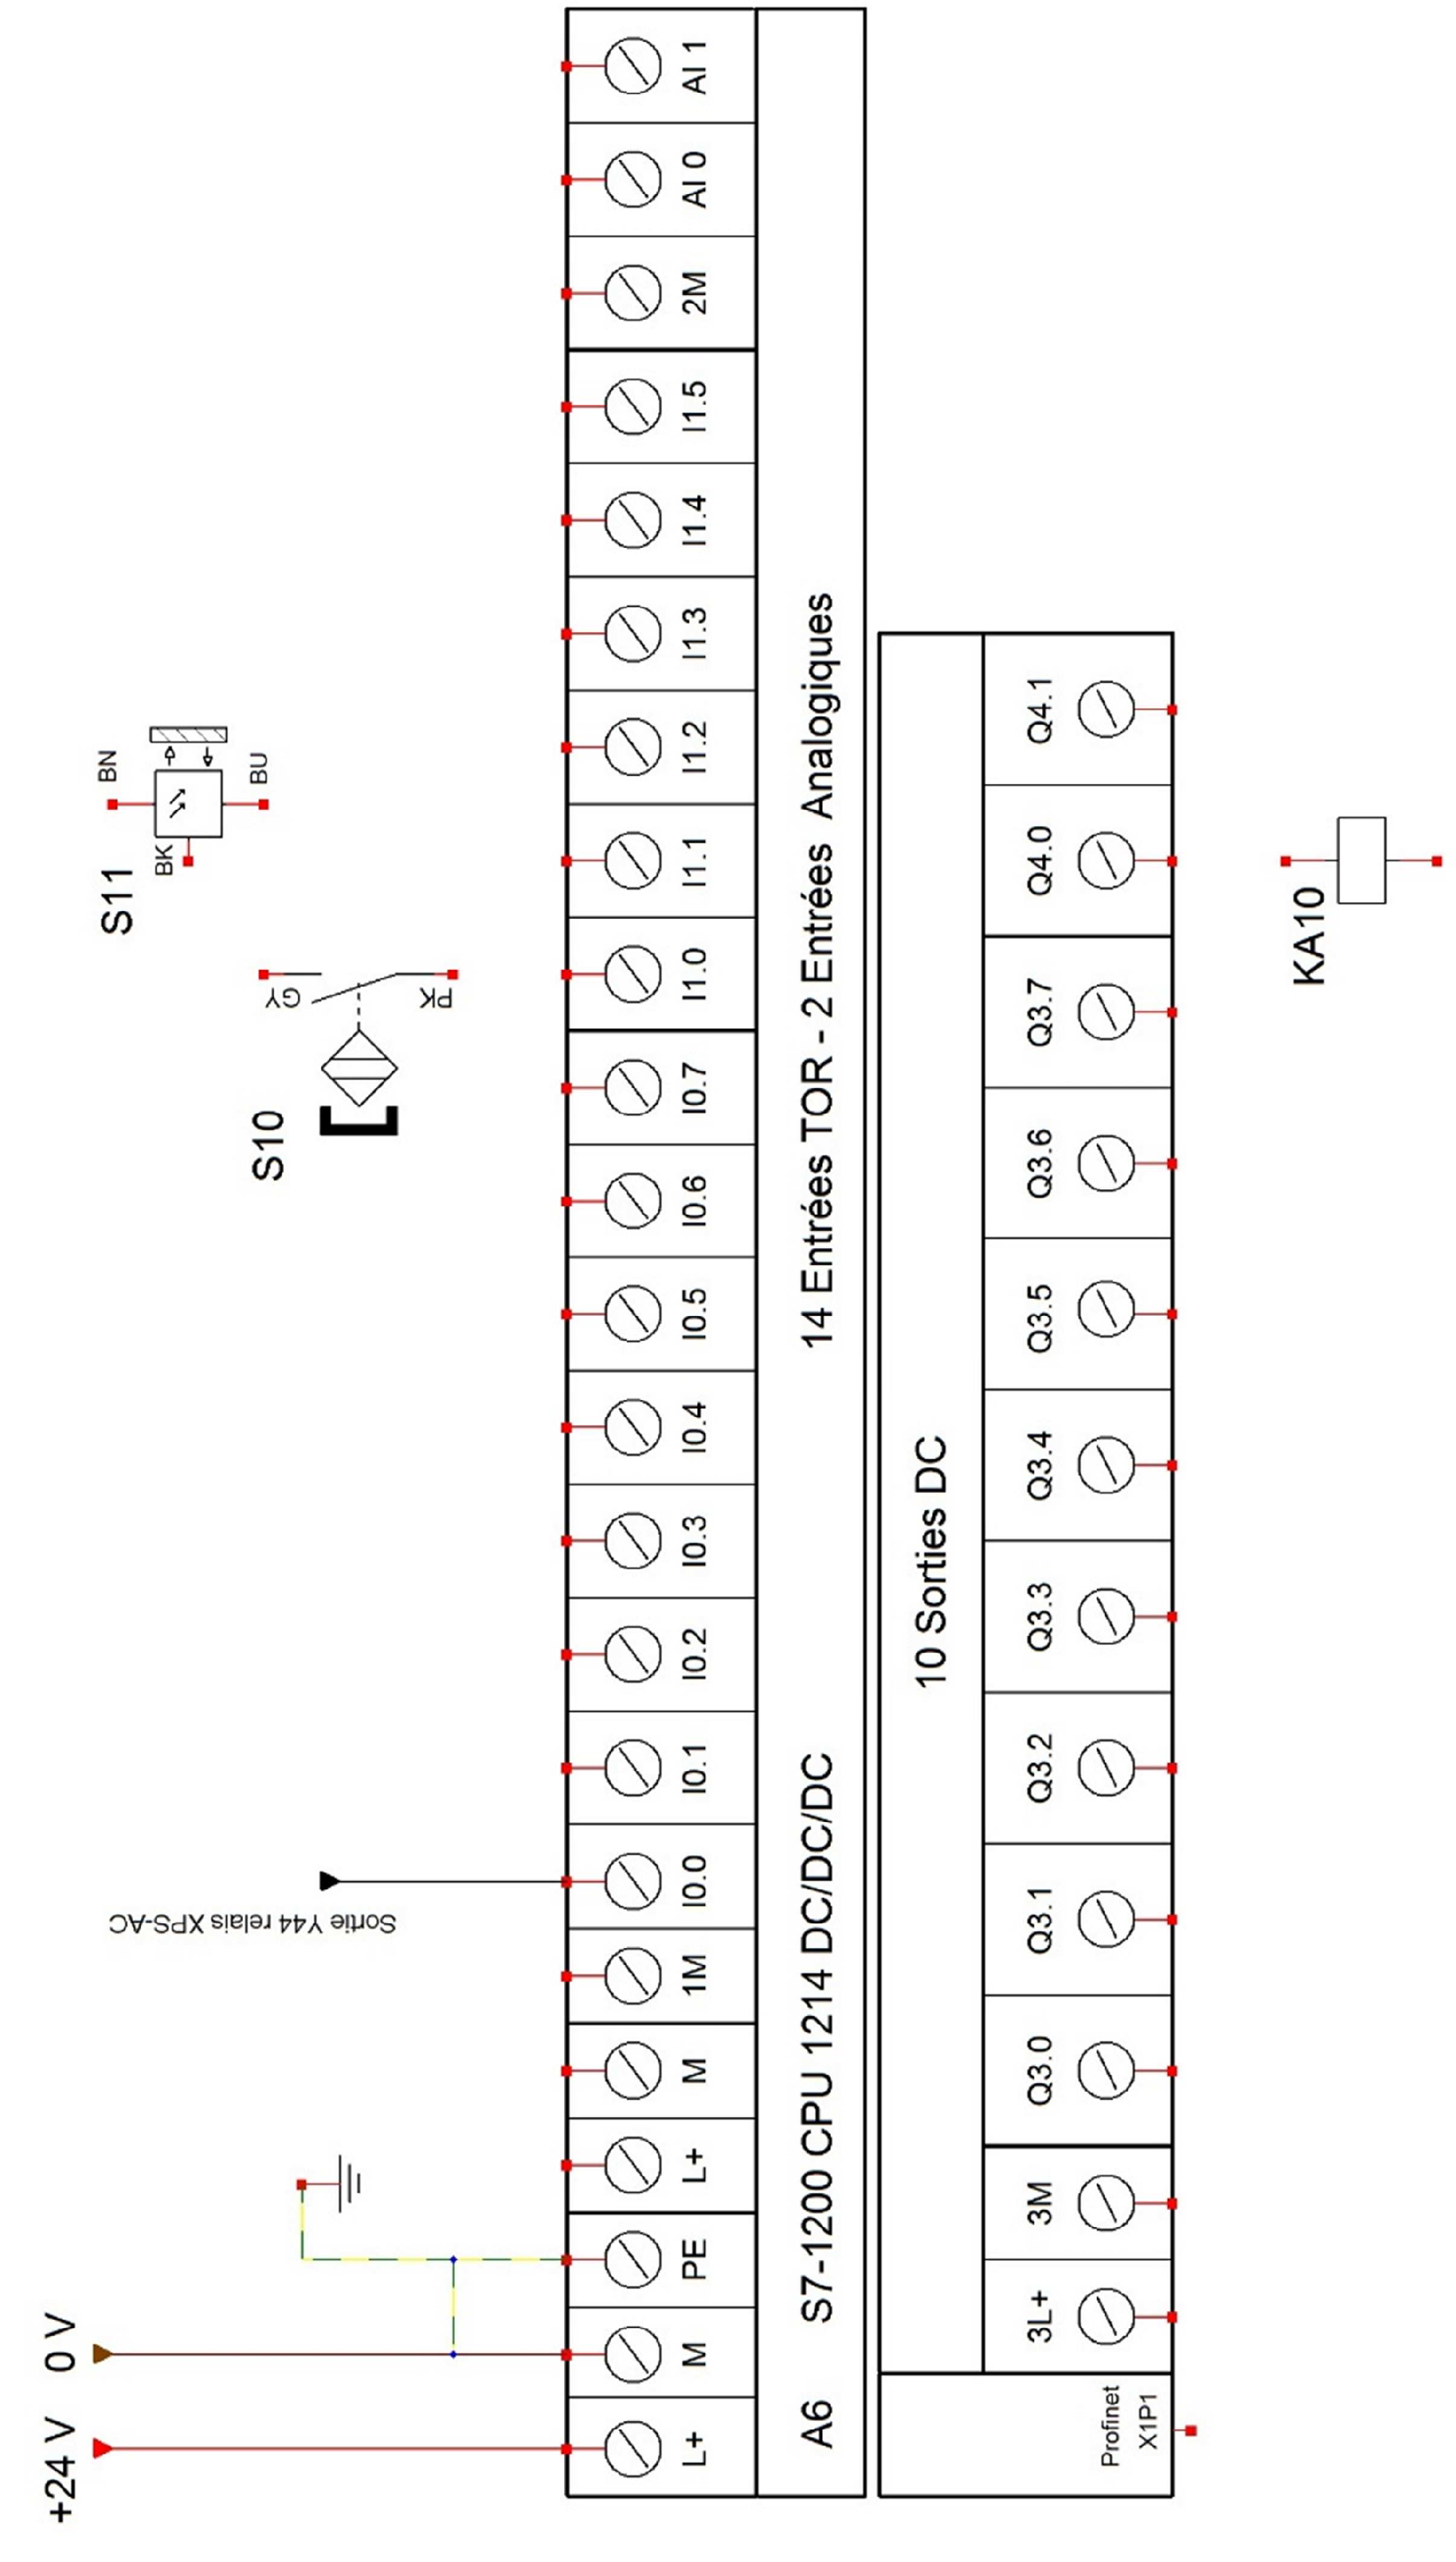 +24 V
0 V
Sortie Y44 relais XPS-AC
S10
GY
PK
S11
BN
BK
BU
L+
M
PE
L+
M
1M
I0.0
I0.1
I0.2
I0.3
I0.4
I0.5
I0.6
I0.7
I1.0
I1.1
I1.2
I1.3
I1.4
I1.5
2M
AI 0
AI 1
A6
S7-1200 CPU 1214 DC/DC/DC
14 Entrées TOR - 2 Entrées Analogiques
10 Sorties DC
3L+
3M
Q3.0
Q3.1
Q3.2
Q3.3
Q3.4
Q3.5
Q3.6
Q3.7
Q4.0
Q4.1
Profinet
X1P1
KA10